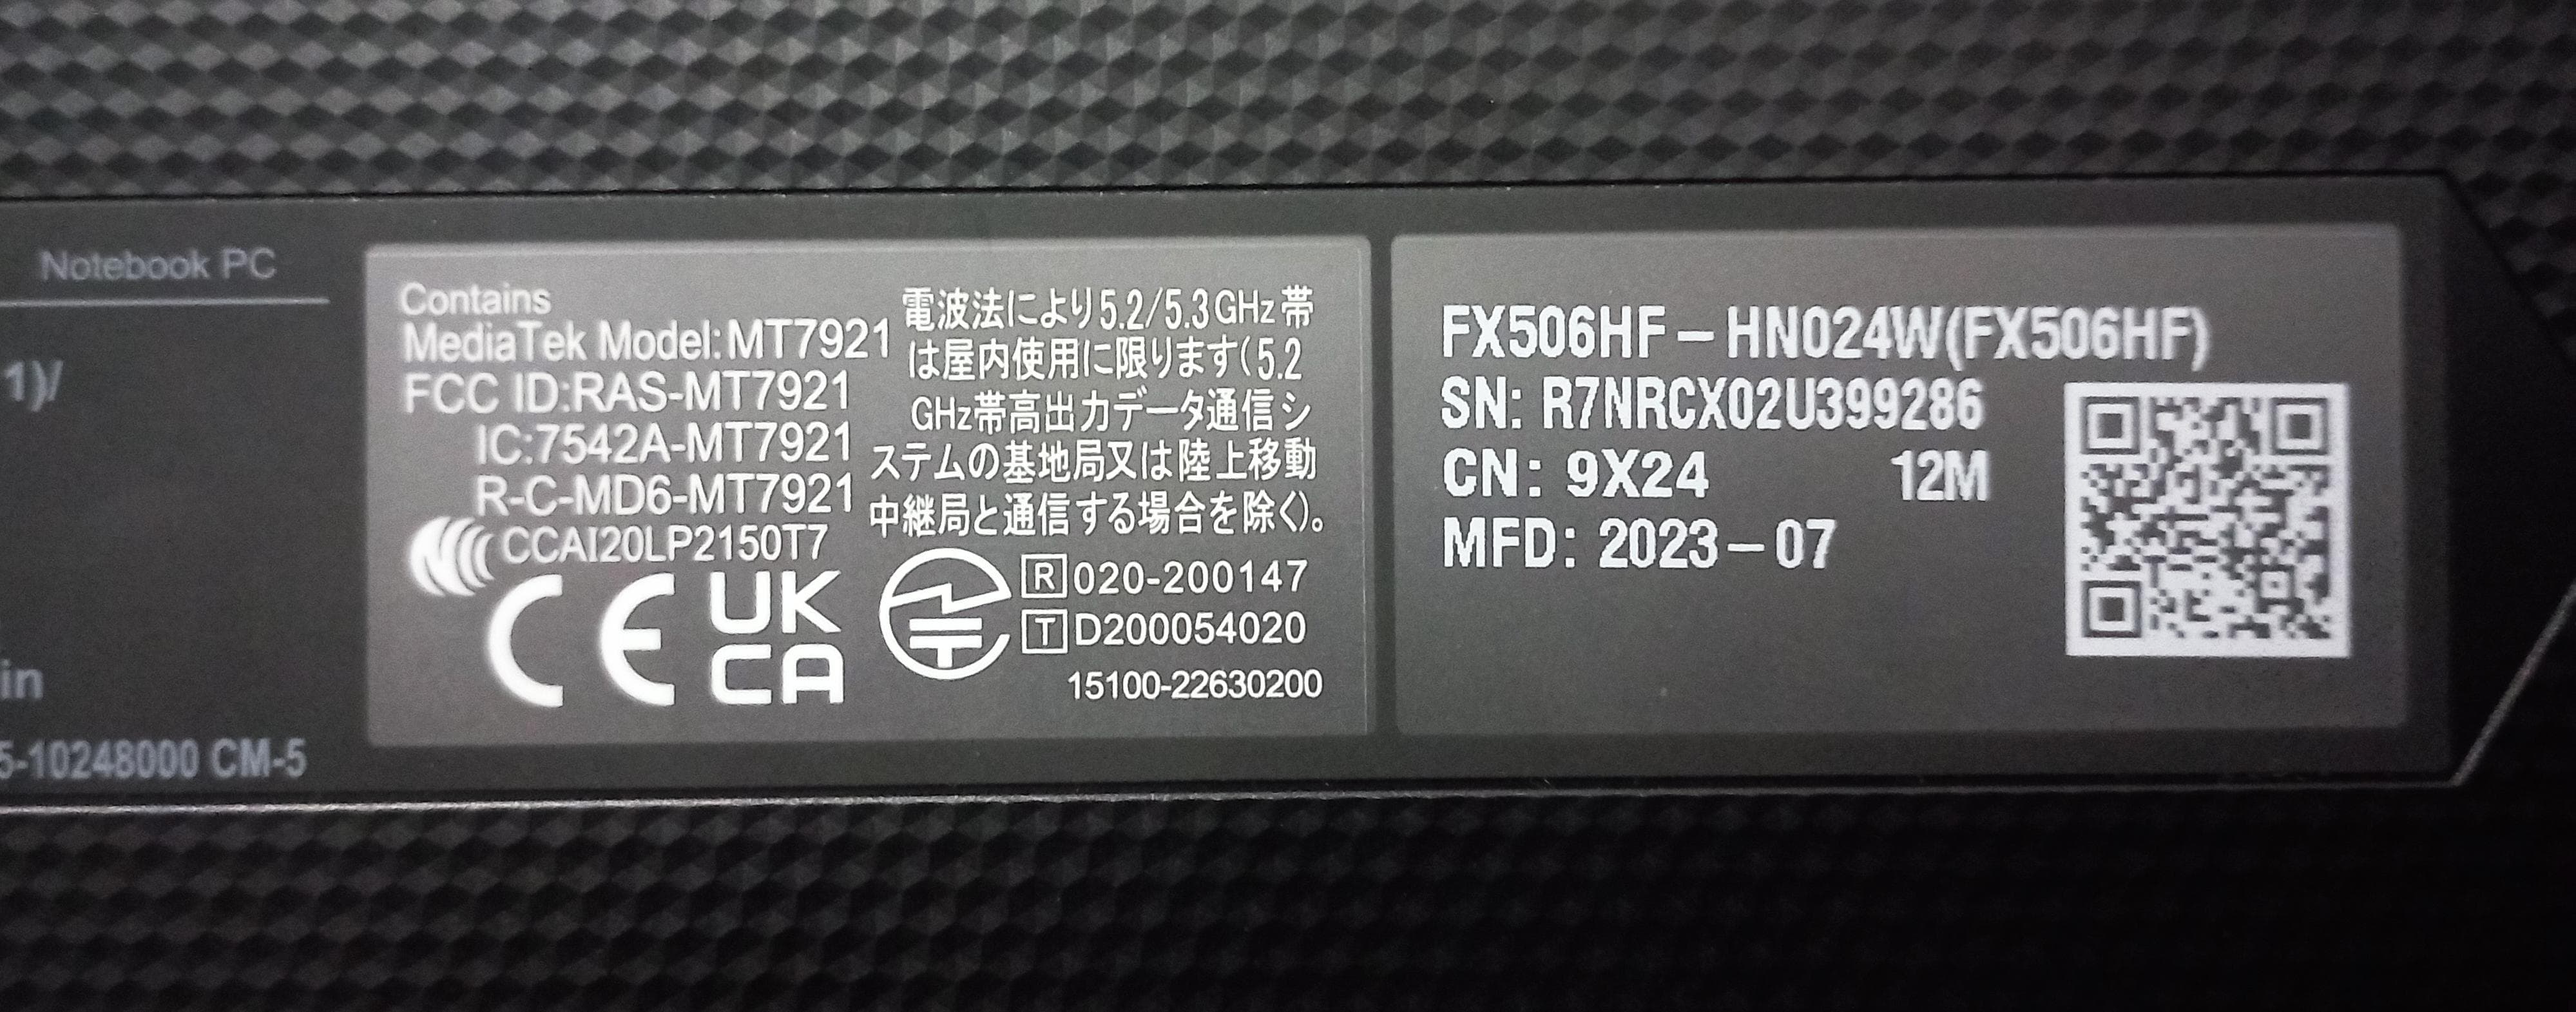 Notebook PC
1)/
in
5-10248000 CM-5
Contains
MediaTek Model:MT7921
FCC ID:RAS-MT7921
IC:7542A-MT7921
R-C-MD6-MT7921
CCAI20LP2150T7
CE
UK
CA
電波法により5.2/5.3GHz帯
は屋内使用に限ります(5.2
GHz帯高出力データ通信シ
ステムの基地局又は陸上移動
中継局と通信する場合を除く)。
R 020-200147
T D200054020
15100-22630200
FX506HF-HN024W(FX506HF)
SN: R7NRCX02U399286
CN: 9X24 12M
MFD: 2023-07